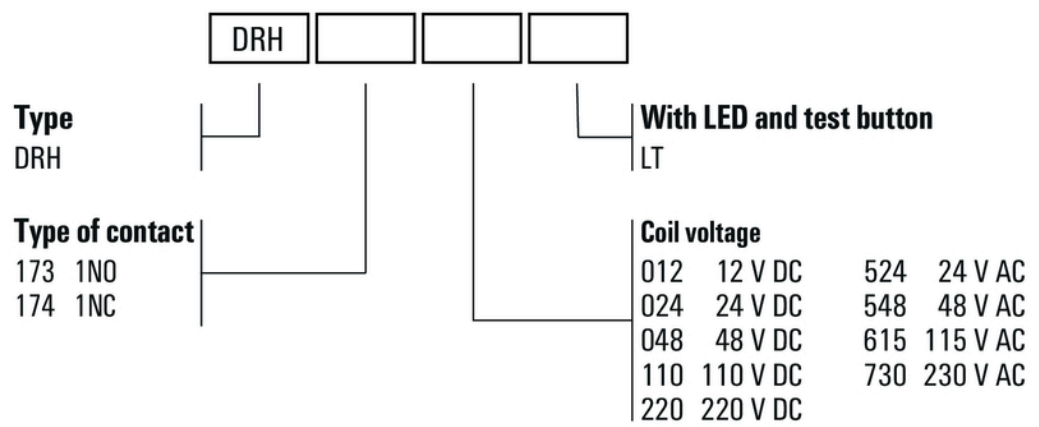 DRH
Type
DRH
With LED and test button
LT
Type of contact
173 1NO
174 1NC
Coil voltage
012 12 V DC 524 24 V AC
024 24 V DC 548 48 V AC
048 48 V DC 615 115 V AC
110 110 V DC 730 230 V AC
220 220 V DC